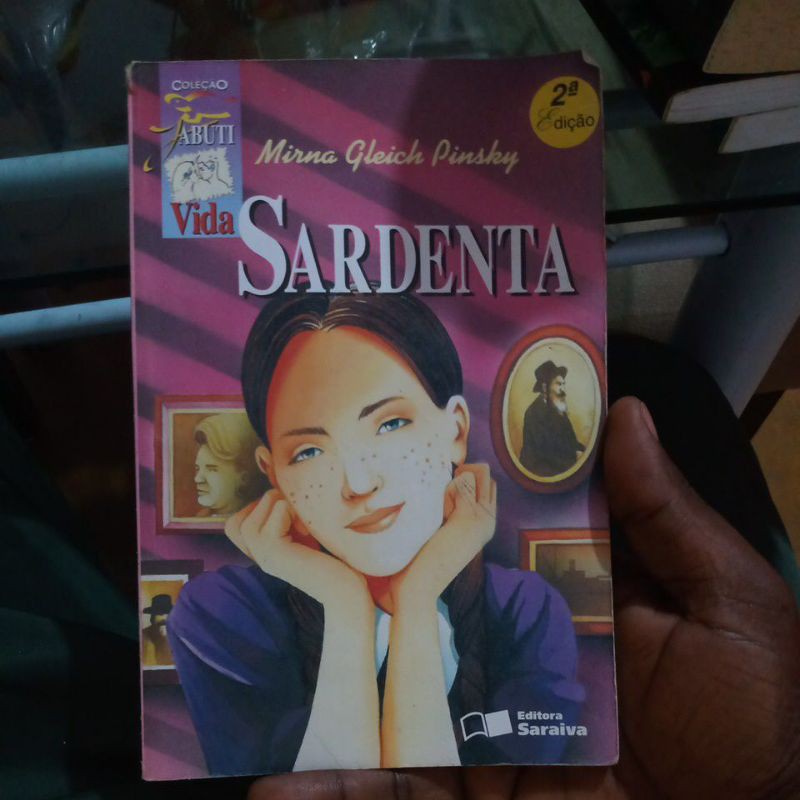 COLEÇÃO
JABUTI
Vida
2ª
Edição
Mirna Gleich Pinsky
SARDENTA
Editora
Saraiva